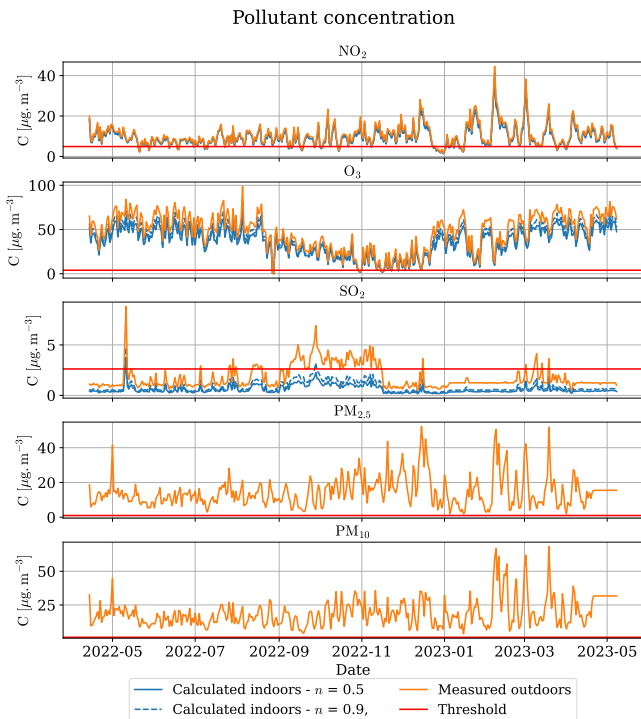 Pollutant concentration
NO₂
C [μg.m⁻³]
40
20
0
O₃
C [μg.m⁻³]
100
50
0
SO₂
C [μg.m⁻³]
5
0
PM₂.₅
C [μg.m⁻³]
40
20
0
PM₁₀
C [μg.m⁻³]
50
25
2022-05 2022-07 2022-09 2022-11 2023-01 2023-03 2023-05
Date
Calculated indoors - n = 0.5
Calculated indoors - n = 0.9,
Measured outdoors
Threshold